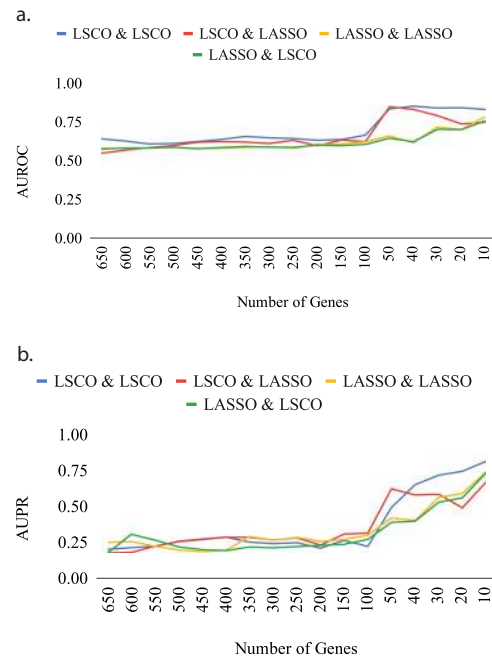 a.
LSCO & LSCO LSCO & LASSO LASSO & LASSO
LASSO & LSCO
1.00
0.75
0.50
0.25
0.00
AUROC
650 600 550 500 450 400 350 300 250 200 150 100 50 40 30 20 10
Number of Genes
b.
LSCO & LSCO LSCO & LASSO LASSO & LASSO
LASSO & LSCO
1.00
0.75
0.50
0.25
0.00
AUPR
650 600 550 500 450 400 350 300 250 200 150 100 50 40 30 20 10
Number of Genes